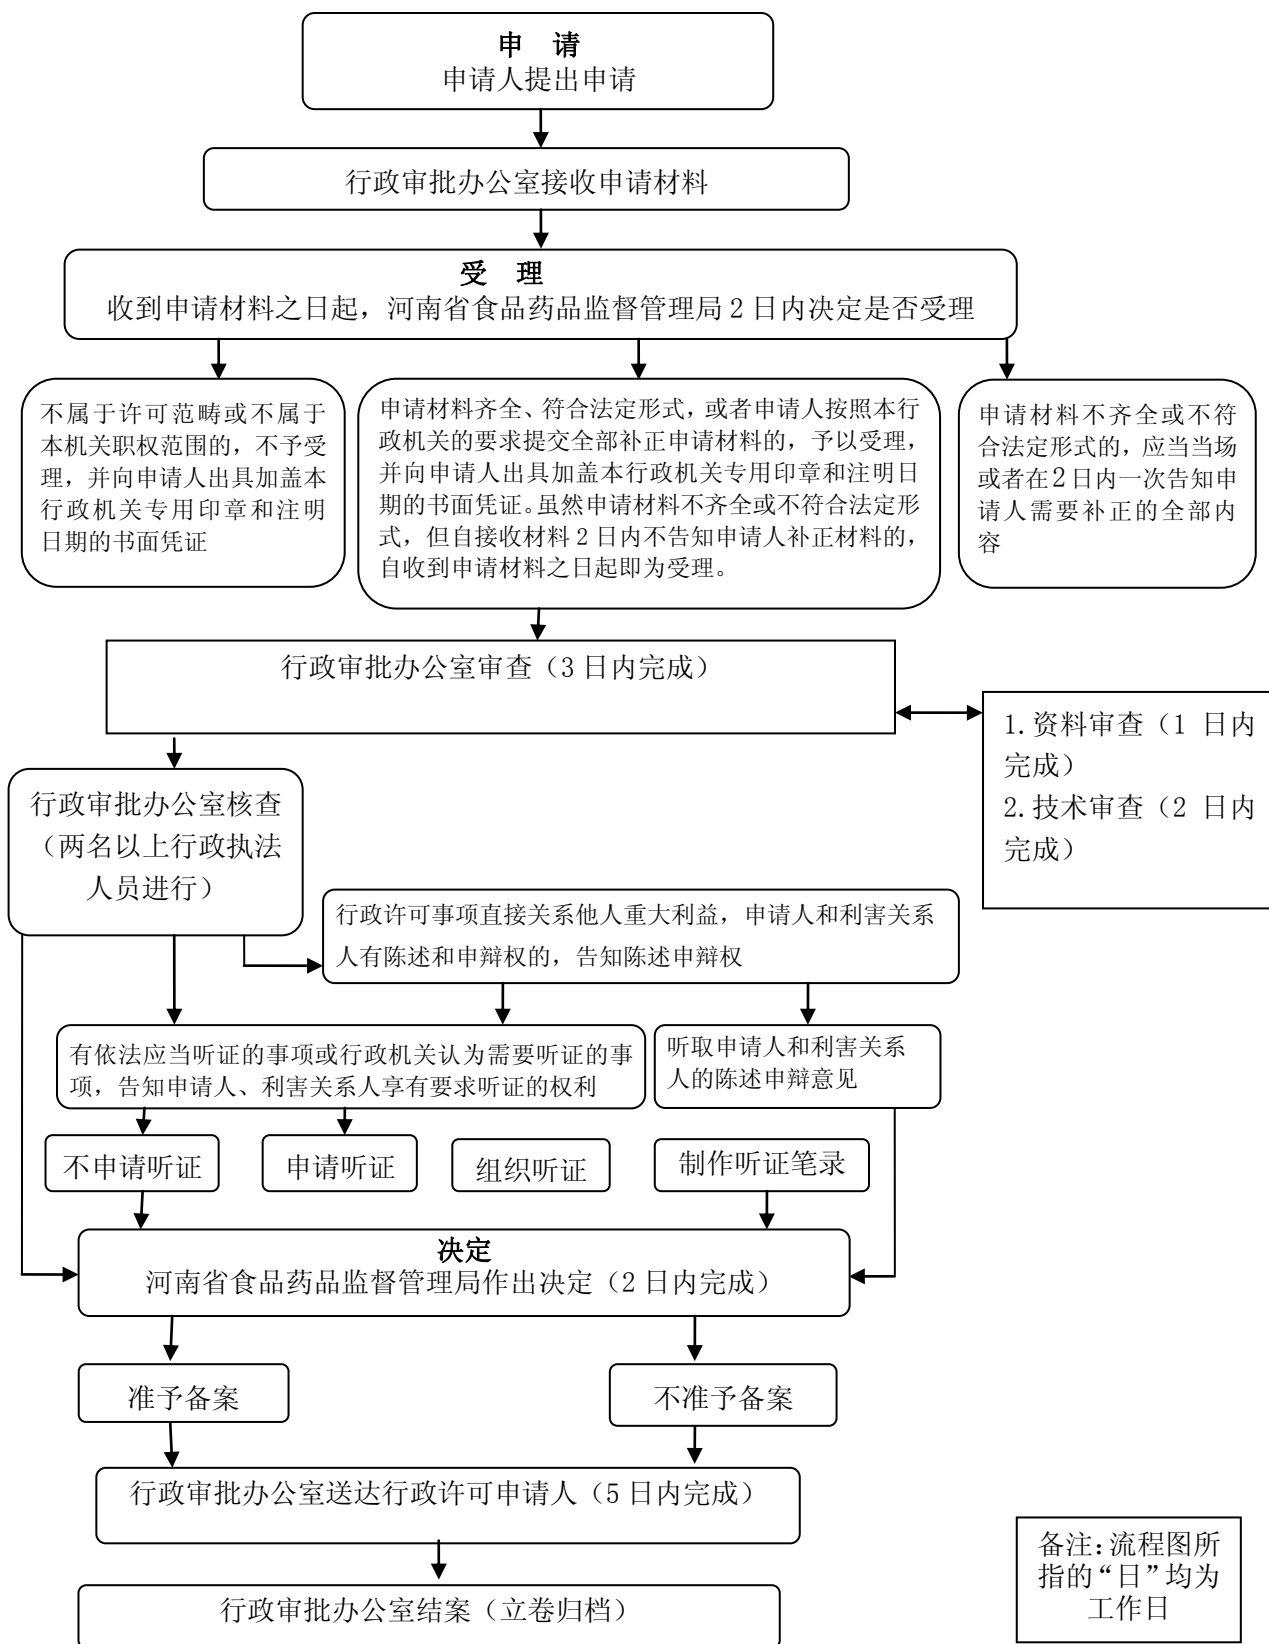 申 请
申请人提出申请
行政审批办公室接收申请材料
受 理
收到申请材料之日起，河南省食品药品监督管理局 2 日内决定是否受理
不属于许可范畴或不属于
本机关职权范围的，不予受
理，并向申请人出具加盖本
行政机关专用印章和注明
日期的书面凭证
申请材料齐全、符合法定形式，或者申请人按照本行
政机关的要求提交全部补正申请材料的，予以受理，
并向申请人出具加盖本行政机关专用印章和注明日
期的书面凭证。虽然申请材料不齐全或不符合法定形
式，但自接收材料 2 日内不告知申请人补正材料的，
自收到申请材料之日起即为受理。
申请材料不齐全或不符
合法定形式的，应当当场
或者在2日内一次告知申
请人需要补正的全部内
容
行政审批办公室审查（3 日内完成）
1.资料审查（1 日内
完成）
2.技术审查（2 日内
完成）
行政审批办公室核查
（两名以上行政执法
人员进行）
行政许可事项直接关系他人重大利益，申请人和利害关系
人有陈述和申辩权的，告知陈述申辩权
有依法应当听证的事项或行政机关认为需要听证的事
项，告知申请人、利害关系人享有要求听证的权利
听取申请人和利害关系
人的陈述申辩意见
不申请听证
申请听证
组织听证
制作听证笔录
决定
河南省食品药品监督管理局作出决定（2 日内完成）
准予备案
不准予备案
行政审批办公室送达行政许可申请人（5 日内完成）
行政审批办公室结案（立卷归档）
备注：流程图所
指的“日”均为
工作日